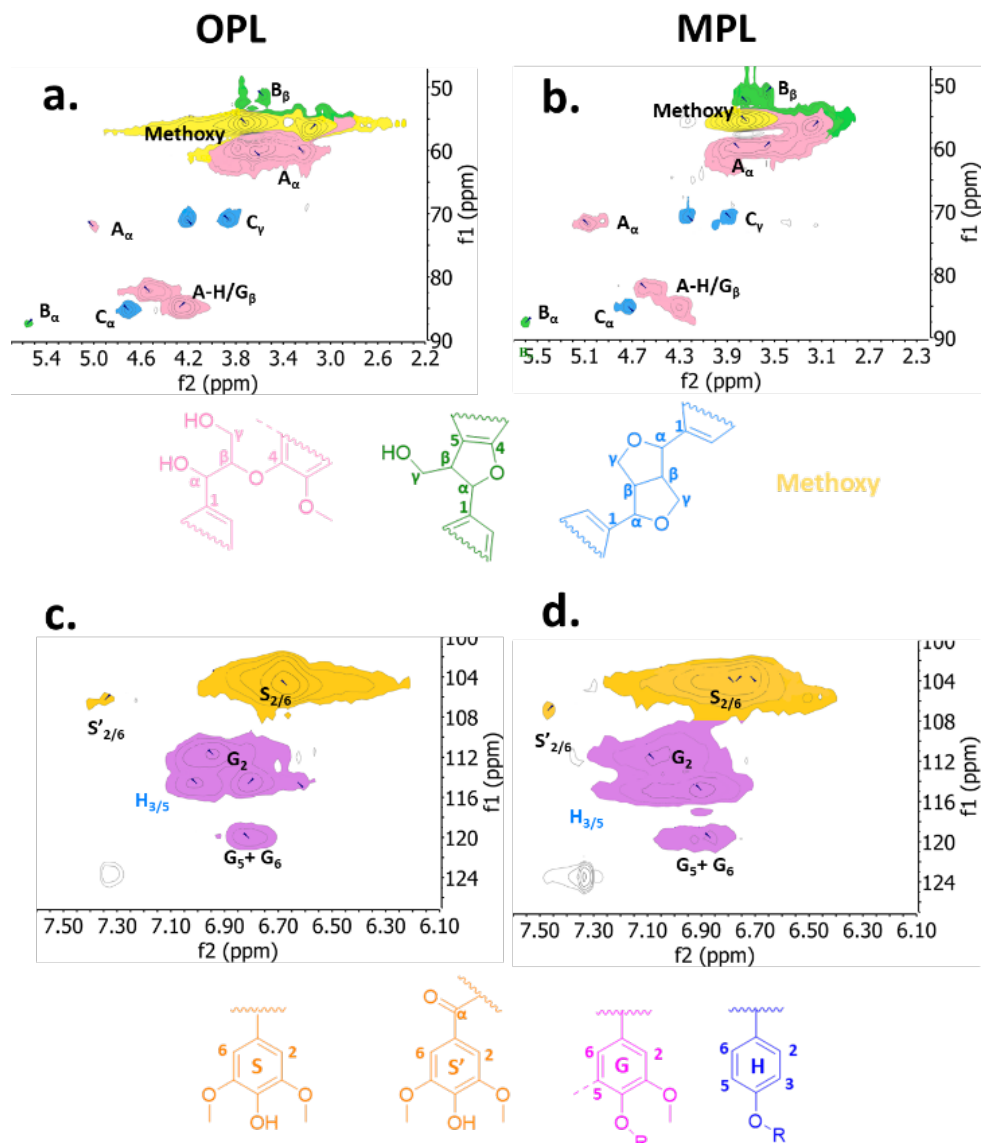 OPL
MPL
a.
Bβ
Methoxy
Aα
Aα
Cγ
A-H/Gβ
Bα
Cα
50
60
70
80
90
f1 (ppm)
5.4 5.0 4.6 4.2 3.8 3.4 3.0 2.6 2.2
f2 (ppm)
b.
Bβ
Methoxy
Aα
Aα
Cγ
A-H/Gβ
Cα
Bα
B
50
60
70
80
90
f1 (ppm)
5.5 5.1 4.7 4.3 3.9 3.5 3.1 2.7 2.3
f2 (ppm)
HO
γ
HO
β
α
O
4
O
1
5
4
HO
β
γ
O
α
1
O
α
1
γ
β
β
γ
1
α
O
Methoxy
c.
S2/6
S'2/6
G2
H3/5
G5+ G6
100
104
108
112
116
120
124
f1 (ppm)
7.50 7.30 7.10 6.90 6.70 6.50 6.30 6.10
f2 (ppm)
d.
S2/6
S'2/6
G2
H3/5
G5+ G6
100
104
108
112
116
120
124
f1 (ppm)
7.50 7.30 7.10 6.90 6.70 6.50 6.30 6.10
f2 (ppm)
6
2
S
O
O
OH
O
α
6
2
S'
O
O
OH
6
2
G
5
O
O
R
6
2
H
5
3
O
R